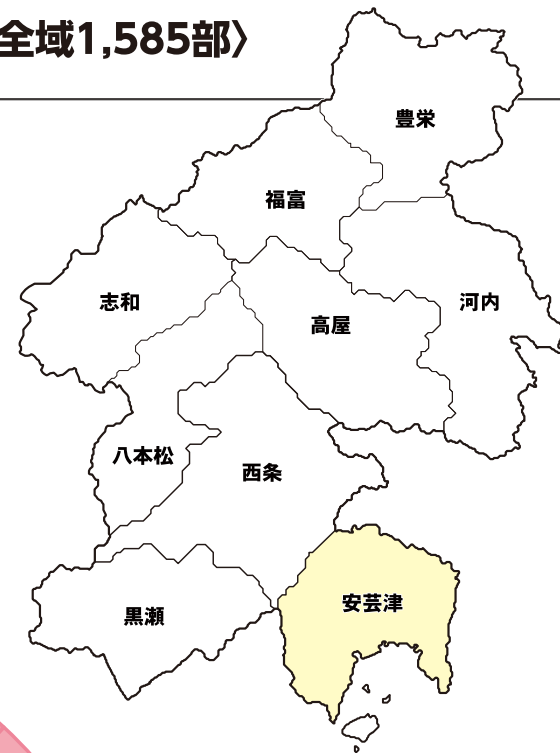 全域1,585部〉
豊栄
福富
志和
河内
高屋
八本松
西条
安芸津
黒瀬